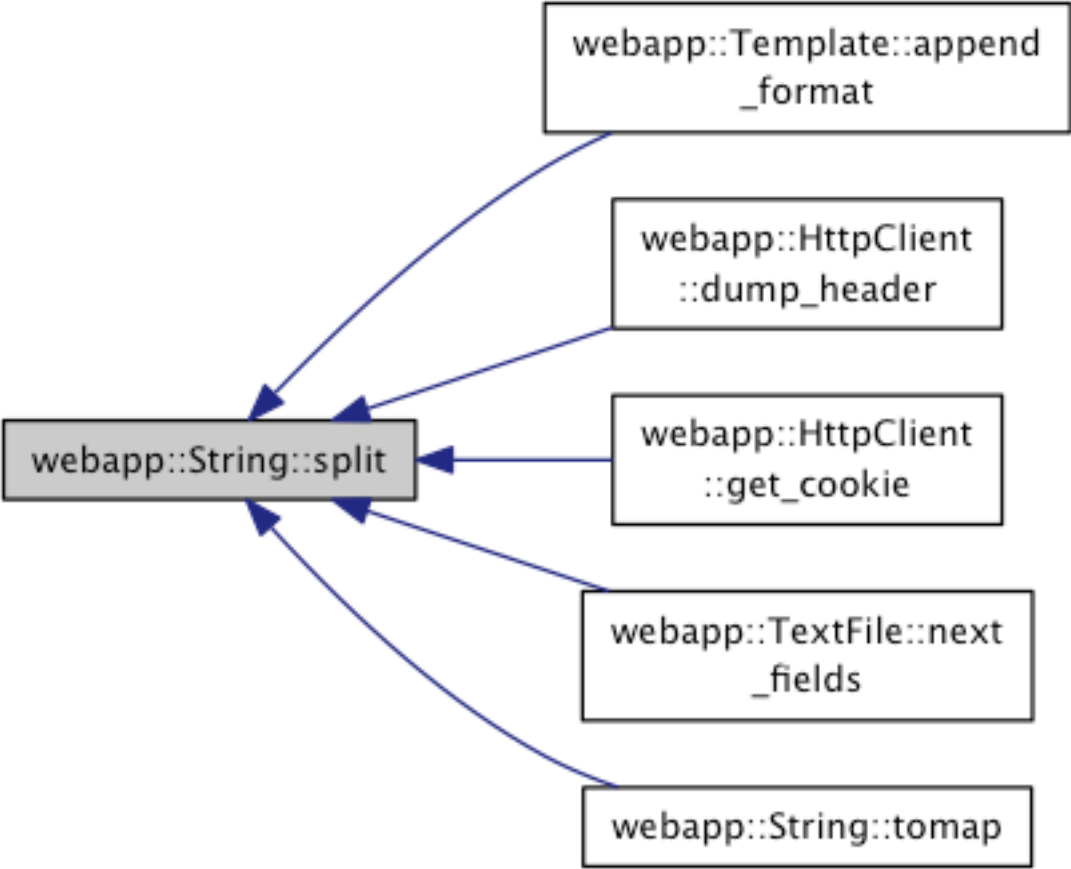 webapp::Template::append
_format
webapp::HttpClient
::dump_header
webapp::String::split
webapp::HttpClient
::get_cookie
webapp::TextFile::next
_fields
webapp::String::tomap